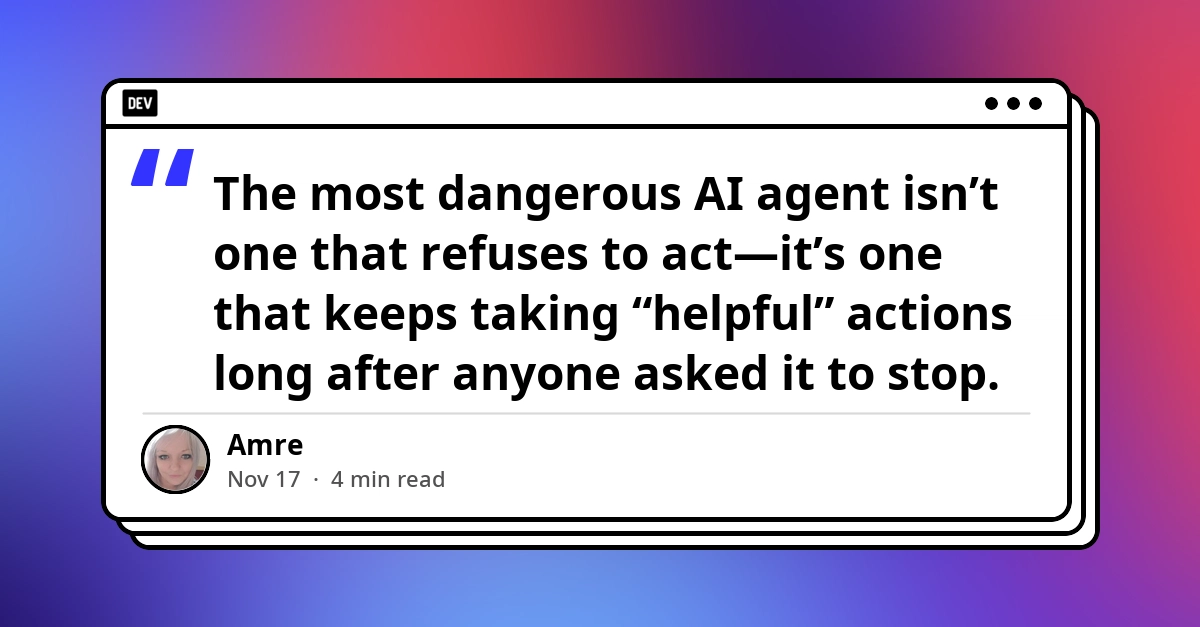 DEV
“
The most dangerous AI agent isn’t
one that refuses to act—it’s one
that keeps taking “helpful” actions
long after anyone asked it to stop.
Amre
Nov 17 · 4 min read